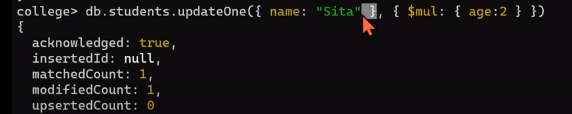 college> db.students.updateOne({ name: "Sita" }, { $mul: { age:2 } })
{
  acknowledged: true,
  insertedId: null,
  matchedCount: 1,
  modifiedCount: 1,
  upsertedCount: 0